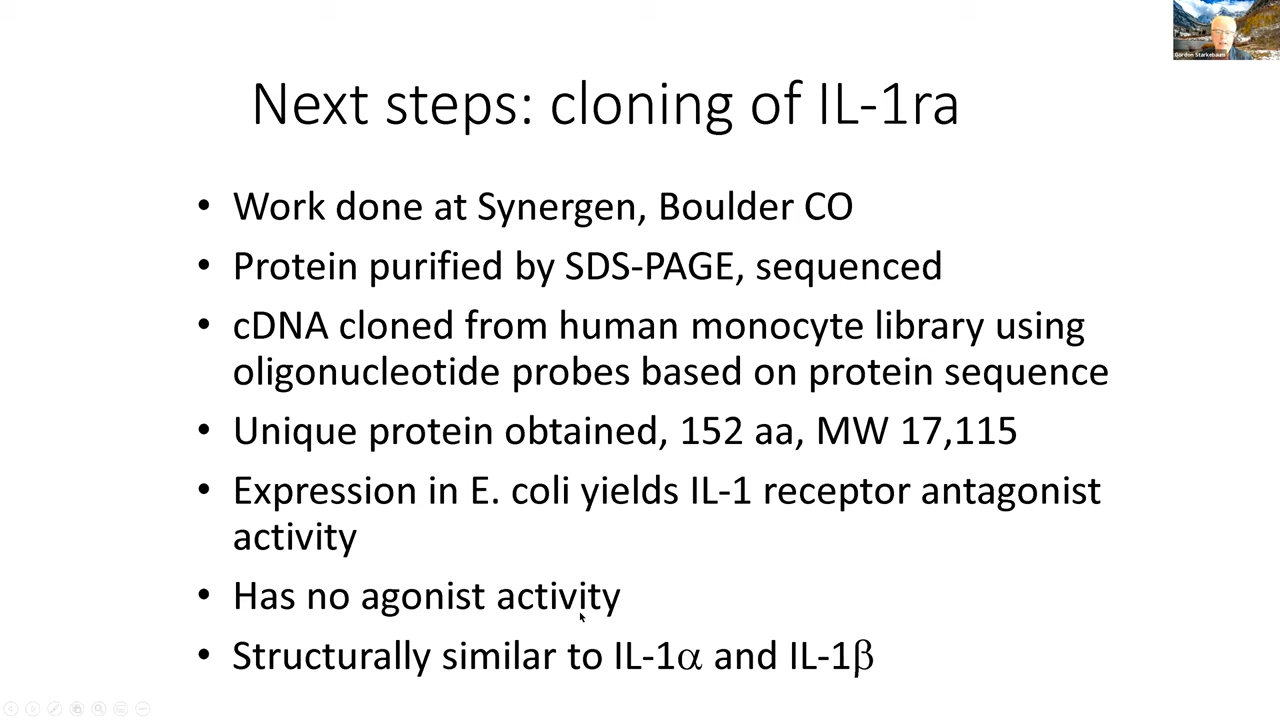 Gordon Starkebaum
Next steps: cloning of IL-1ra
• Work done at Synergen, Boulder CO
• Protein purified by SDS-PAGE, sequenced
• cDNA cloned from human monocyte library using
oligonucleotide probes based on protein sequence
• Unique protein obtained, 152 aa, MW 17,115
• Expression in E. coli yields IL-1 receptor antagonist
activity
• Has no agonist activity
• Structurally similar to IL-1α and IL-1β